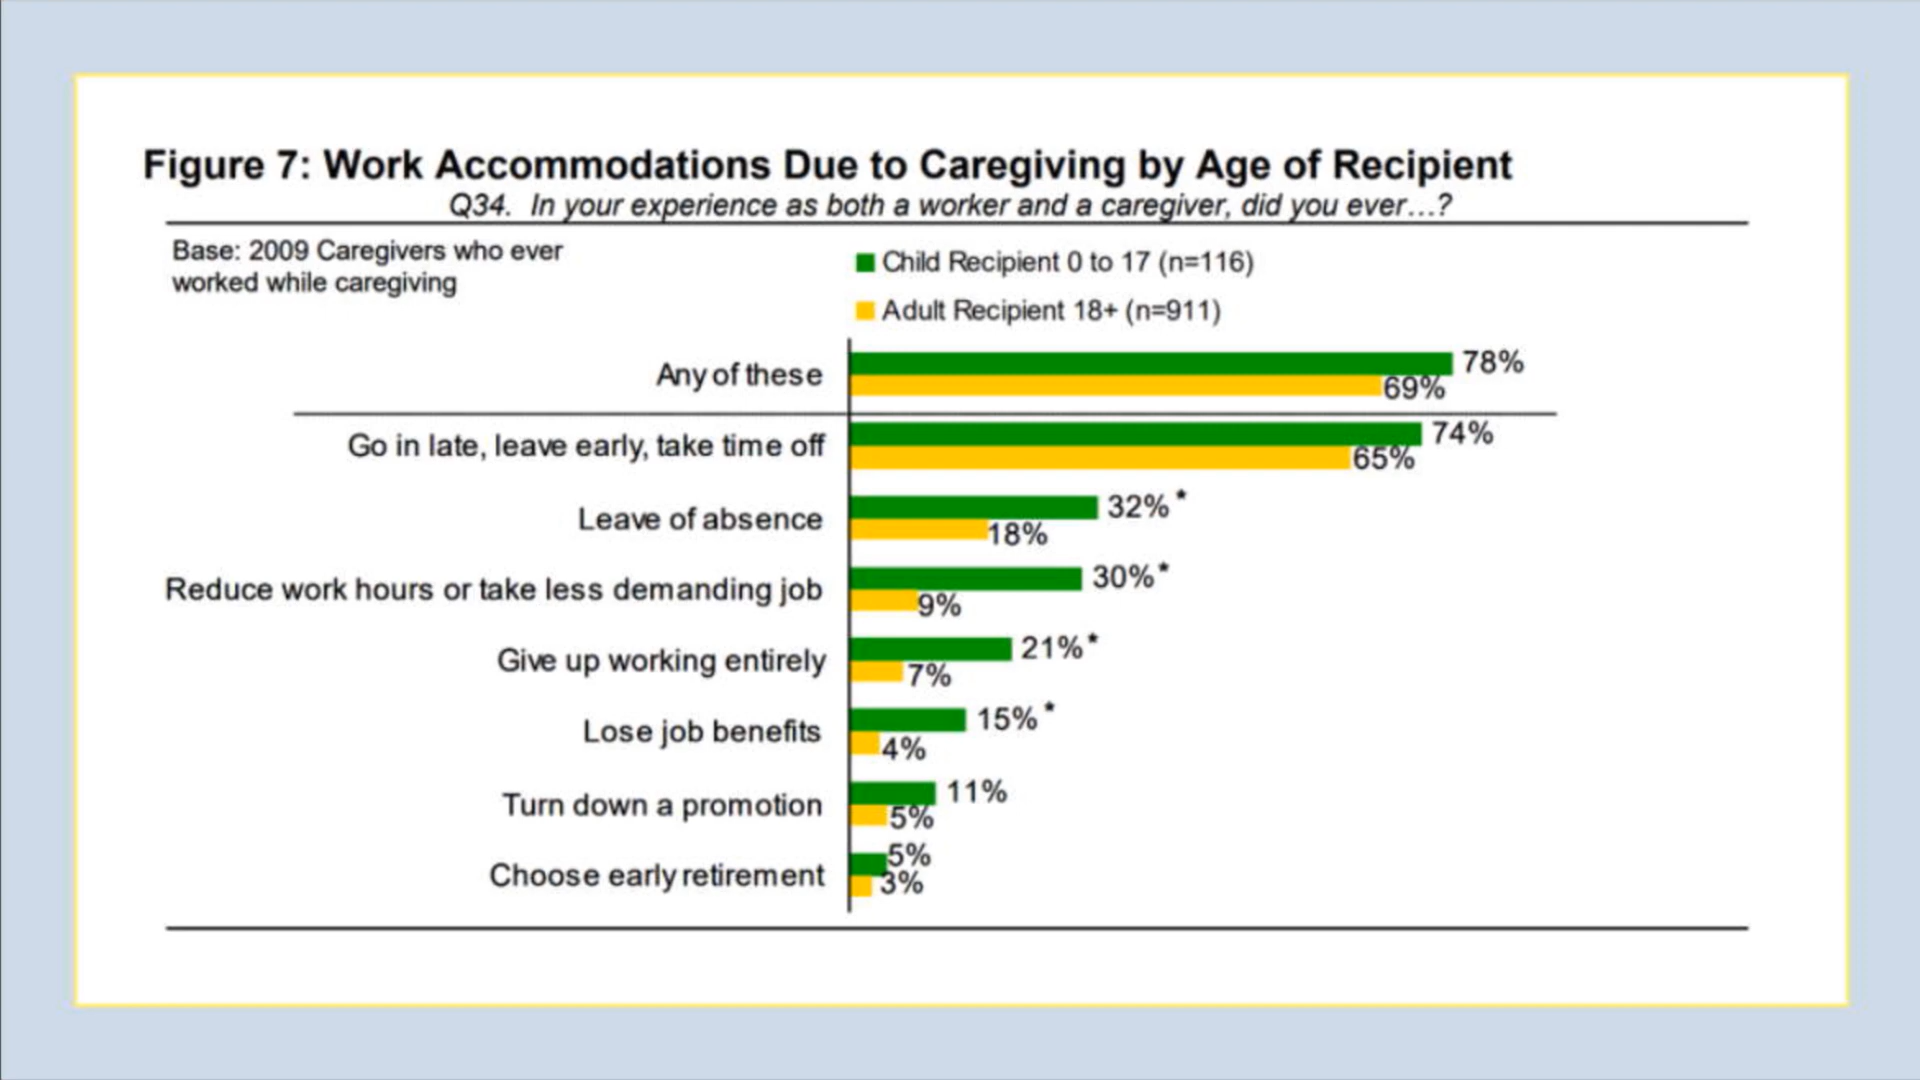 Figure 7: Work Accommodations Due to Caregiving by Age of Recipient
Q34. In your experience as both a worker and a caregiver, did you ever…?
Base: 2009 Caregivers who ever
worked while caregiving
Child Recipient 0 to 17 (n=116)
Adult Recipient 18+ (n=911)
Any of these
78%
69%
Go in late, leave early, take time off
74%
65%
Leave of absence
32% *
18%
Reduce work hours or take less demanding job
30% *
9%
Give up working entirely
21% *
7%
Lose job benefits
15% *
4%
Turn down a promotion
11%
5%
Choose early retirement
5%
3%